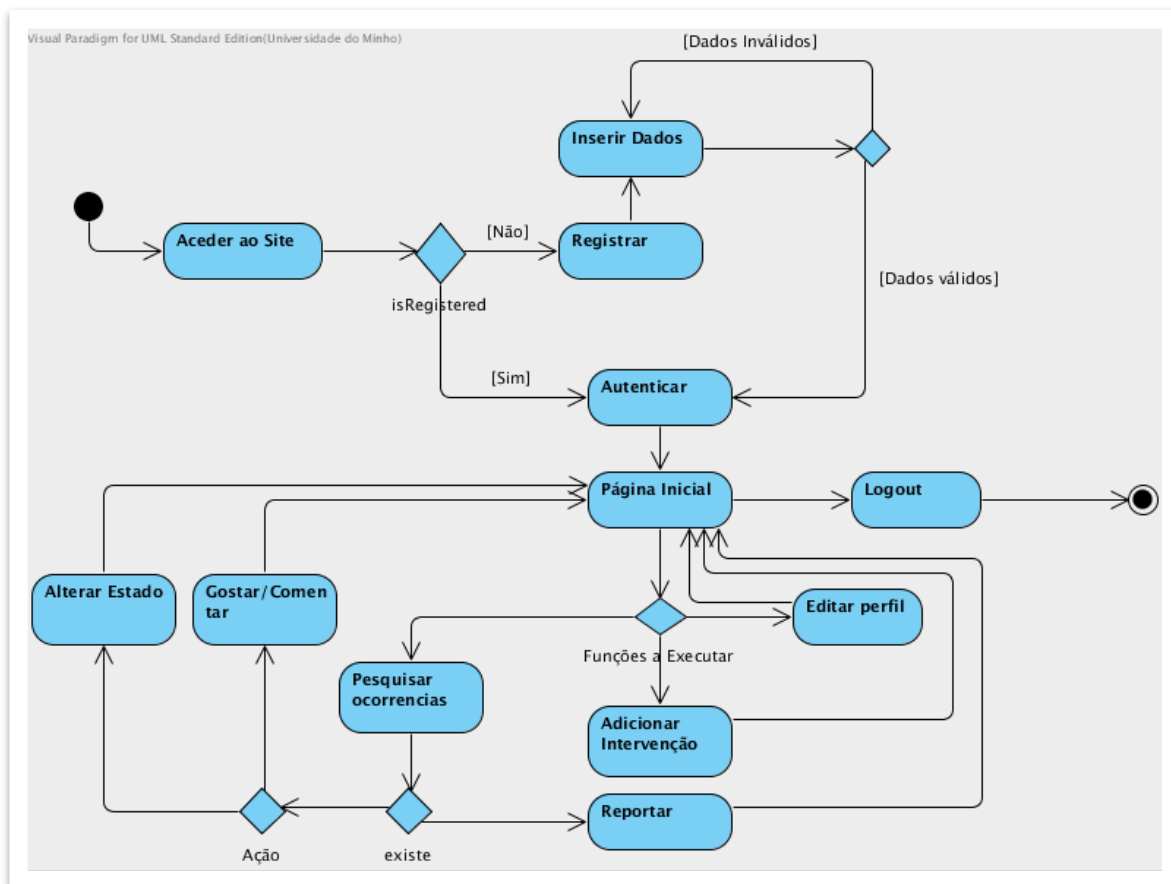 Visual Paradigm for UML Standard Edition(Universidade do Minho)
[Dados Inválidos]
Inserir Dados
Aceder ao Site
[Não]
Registrar
[Dados válidos]
isRegistered
[Sim]
Autenticar
Página Inicial
Logout
Alterar Estado
Gostar/Comen
tar
Editar perfil
Funções a Executar
Pesquisar
ocorrencias
Adicionar
Intervenção
Reportar
Ação
existe